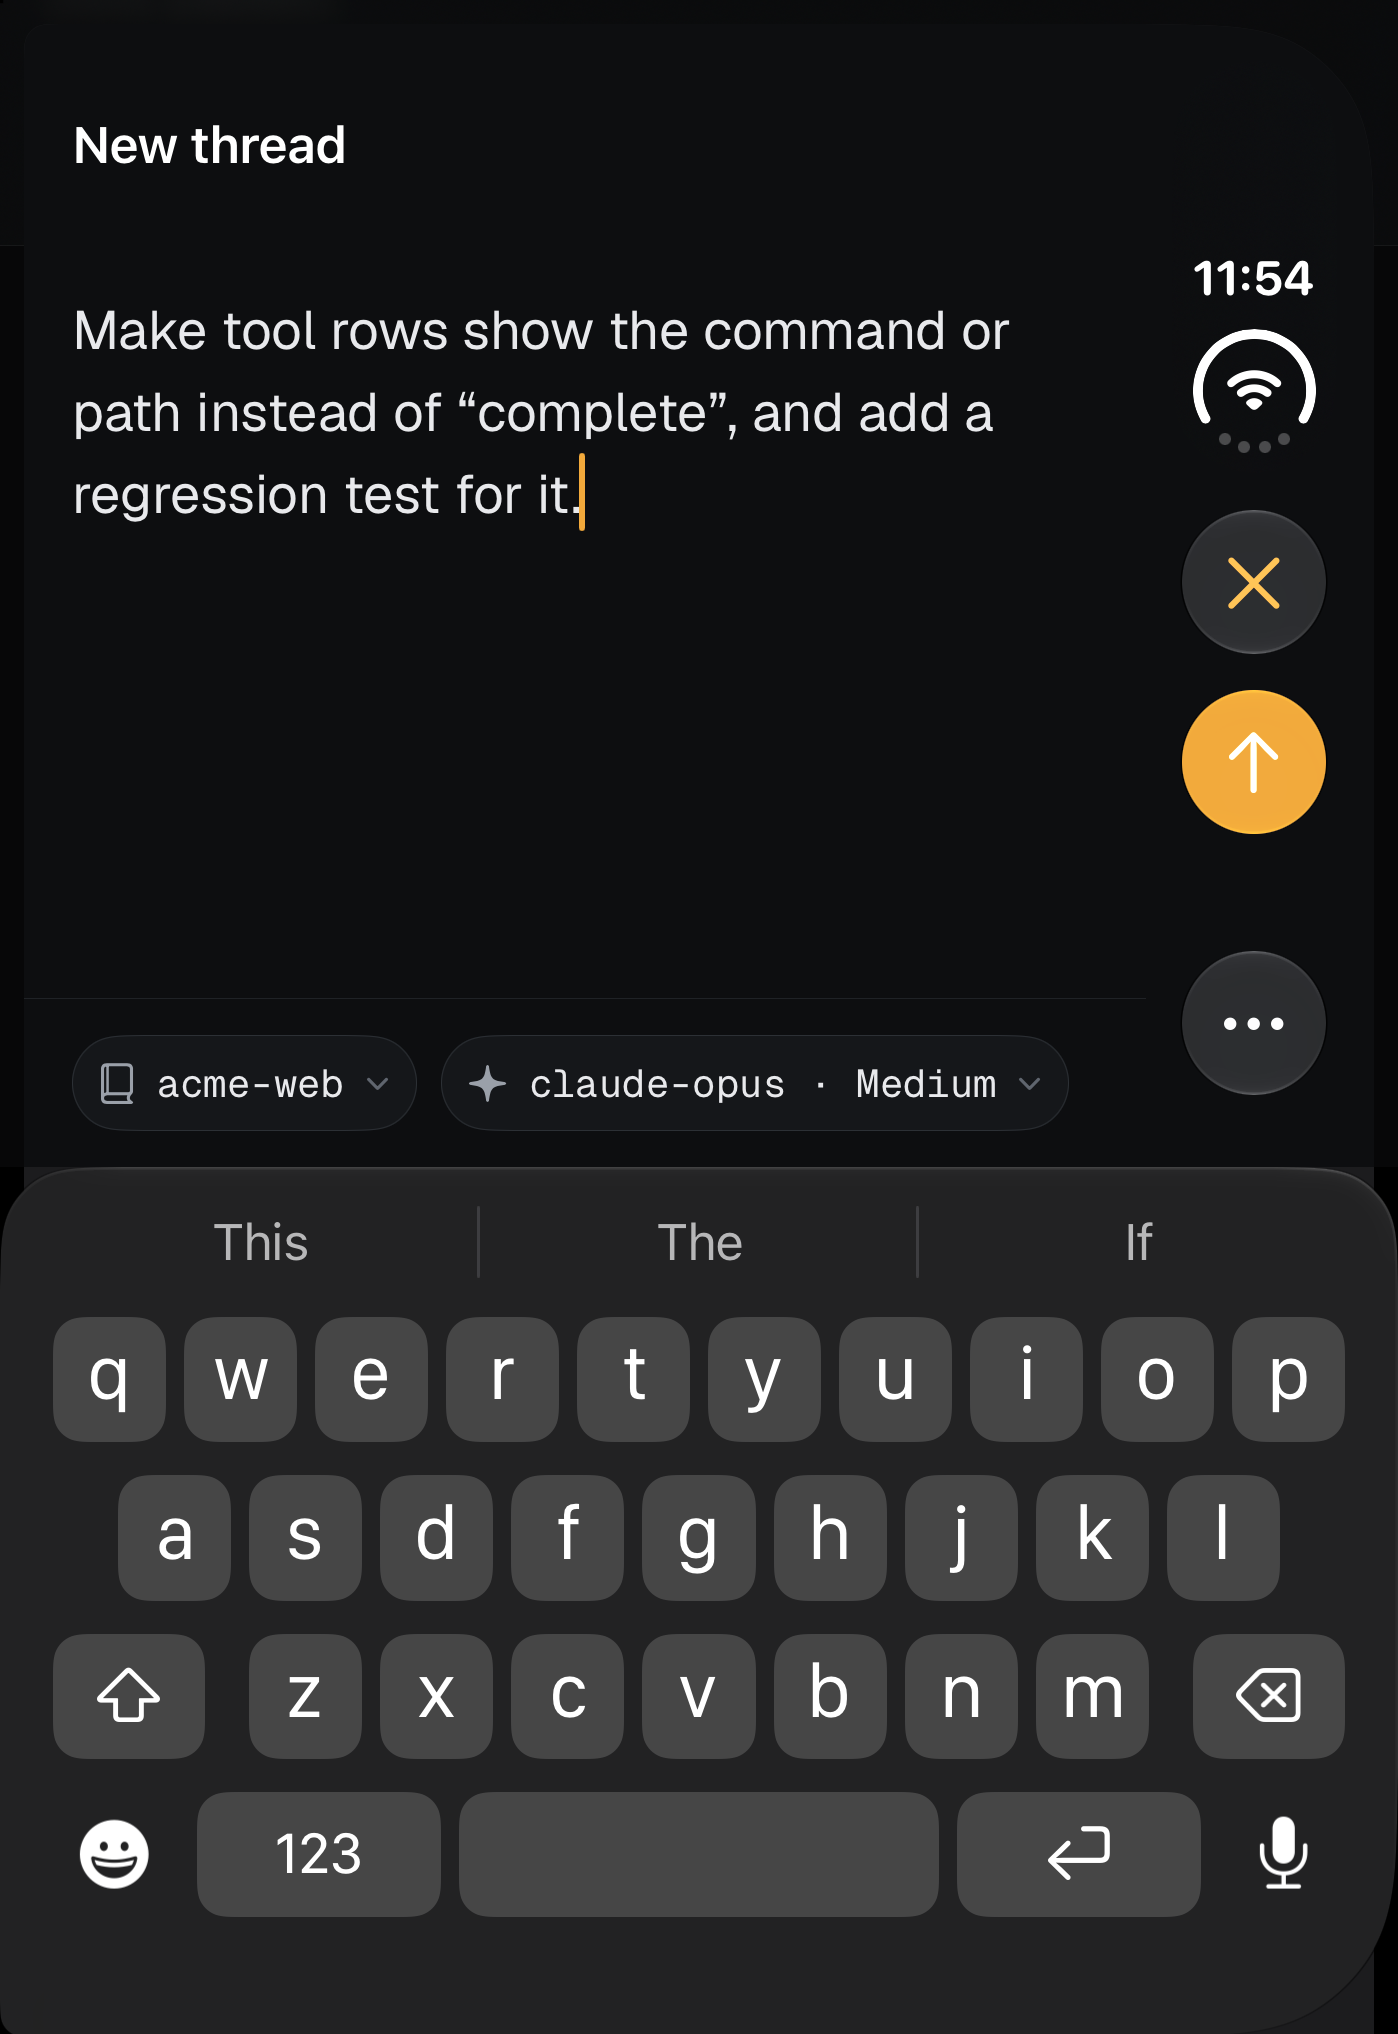 New thread
11:54
Make tool rows show the command or
path instead of “complete”, and add a
regression test for it.
acme-web
claude-opus · Medium
This The If
q w e r t y u i o p
a s d f g h j k l
z x c v b n m
123